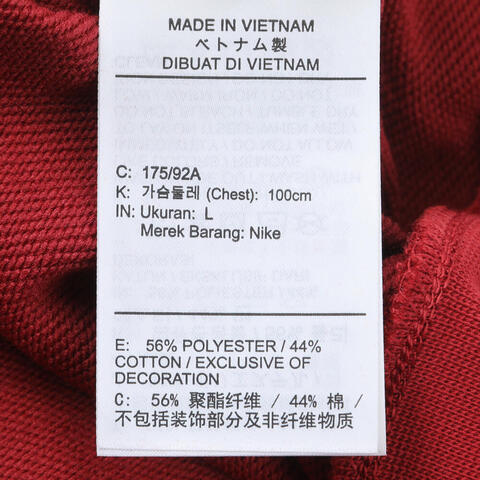 MADE IN VIETNAM
ベトナム製
DIBUAT DI VIETNAM
C: 175/92A
K: 가슴둘레 (Chest): 100cm
IN: Ukuran: L
Merek Barang: Nike
E: 56% POLYESTER / 44%
COTTON / EXCLUSIVE OF
DECORATION
C: 56% 聚酯纤维 / 44% 棉 /
不包括装饰部分及非纤维物质